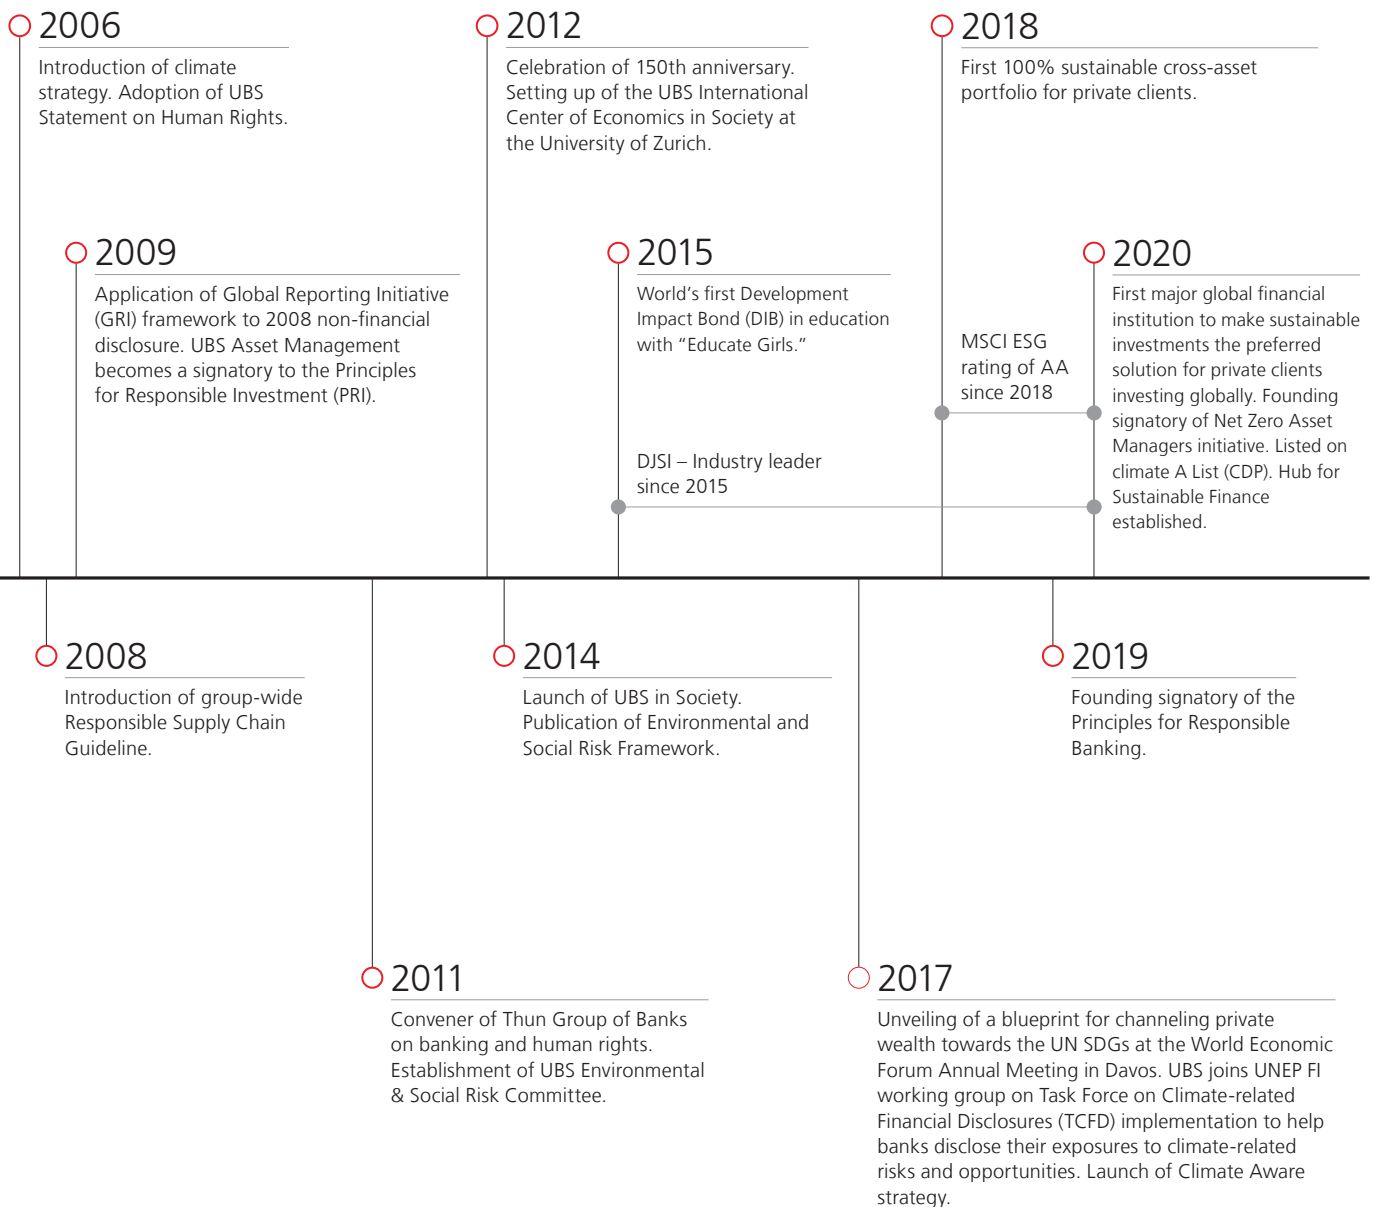 2006
Introduction of climate
strategy. Adoption of UBS
Statement on Human Rights.
2012
Celebration of 150th anniversary.
Setting up of the UBS International
Center of Economics in Society at
the University of Zurich.
2018
First 100% sustainable cross-asset
portfolio for private clients.
2009
Application of Global Reporting Initiative
(GRI) framework to 2008 non-financial
disclosure. UBS Asset Management
becomes a signatory to the Principles
for Responsible Investment (PRI).
2015
World’s first Development
Impact Bond (DIB) in education
with “Educate Girls.”
DJSI – Industry leader
since 2015
MSCI ESG
rating of AA
since 2018
2020
First major global financial
institution to make sustainable
investments the preferred
solution for private clients
investing globally. Founding
signatory of Net Zero Asset
Managers initiative. Listed on
climate A List (CDP). Hub for
Sustainable Finance
established.
2008
Introduction of group-wide
Responsible Supply Chain
Guideline.
2014
Launch of UBS in Society.
Publication of Environmental and
Social Risk Framework.
2019
Founding signatory of the
Principles for Responsible
Banking.
2011
Convener of Thun Group of Banks
on banking and human rights.
Establishment of UBS Environmental
& Social Risk Committee.
2017
Unveiling of a blueprint for channeling private
wealth towards the UN SDGs at the World Economic
Forum Annual Meeting in Davos. UBS joins UNEP FI
working group on Task Force on Climate-related
Financial Disclosures (TCFD) implementation to help
banks disclose their exposures to climate-related
risks and opportunities. Launch of Climate Aware
strategy.